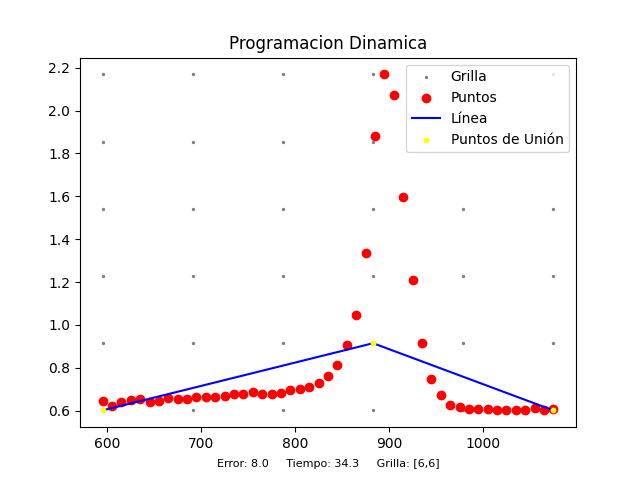 Programacion Dinamica
Grilla
Puntos
Línea
Puntos de Unión
2.2
2.0
1.8
1.6
1.4
1.2
1.0
0.8
0.6
600 700 800 900 1000
Error: 8.0 Tiempo: 34.3 Grilla: [6,6]